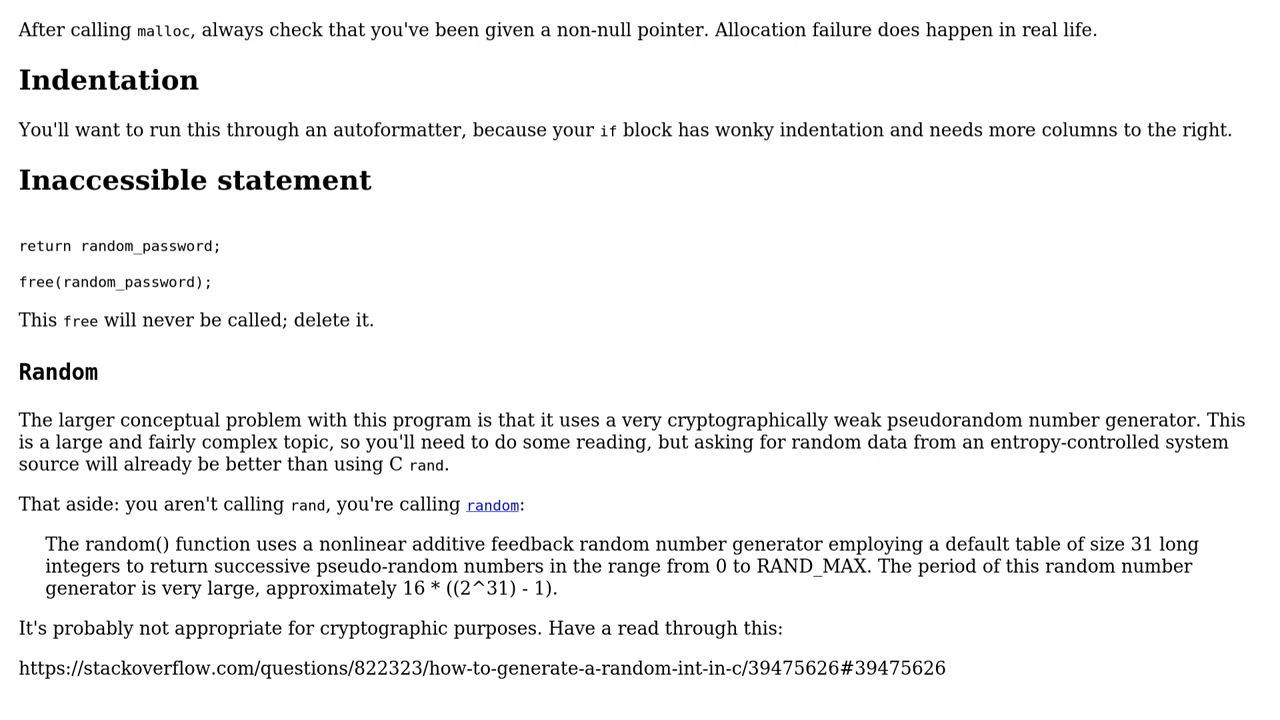 After calling malloc, always check that you've been given a non-null pointer. Allocation failure does happen in real life.
Indentation
You'll want to run this through an autoformatter, because your if block has wonky indentation and needs more columns to the right.
Inaccessible statement
return random_password;
free(random_password);
This free will never be called; delete it.
Random
The larger conceptual problem with this program is that it uses a very cryptographically weak pseudorandom number generator. This
is a large and fairly complex topic, so you'll need to do some reading, but asking for random data from an entropy-controlled system
source will already be better than using C rand.
That aside: you aren't calling rand, you're calling random:
The random() function uses a nonlinear additive feedback random number generator employing a default table of size 31 long
integers to return successive pseudo-random numbers in the range from 0 to RAND_MAX. The period of this random number
generator is very large, approximately 16 * ((2^31) - 1).
It's probably not appropriate for cryptographic purposes. Have a read through this:
https://stackoverflow.com/questions/822323/how-to-generate-a-random-int-in-c/39475626#39475626